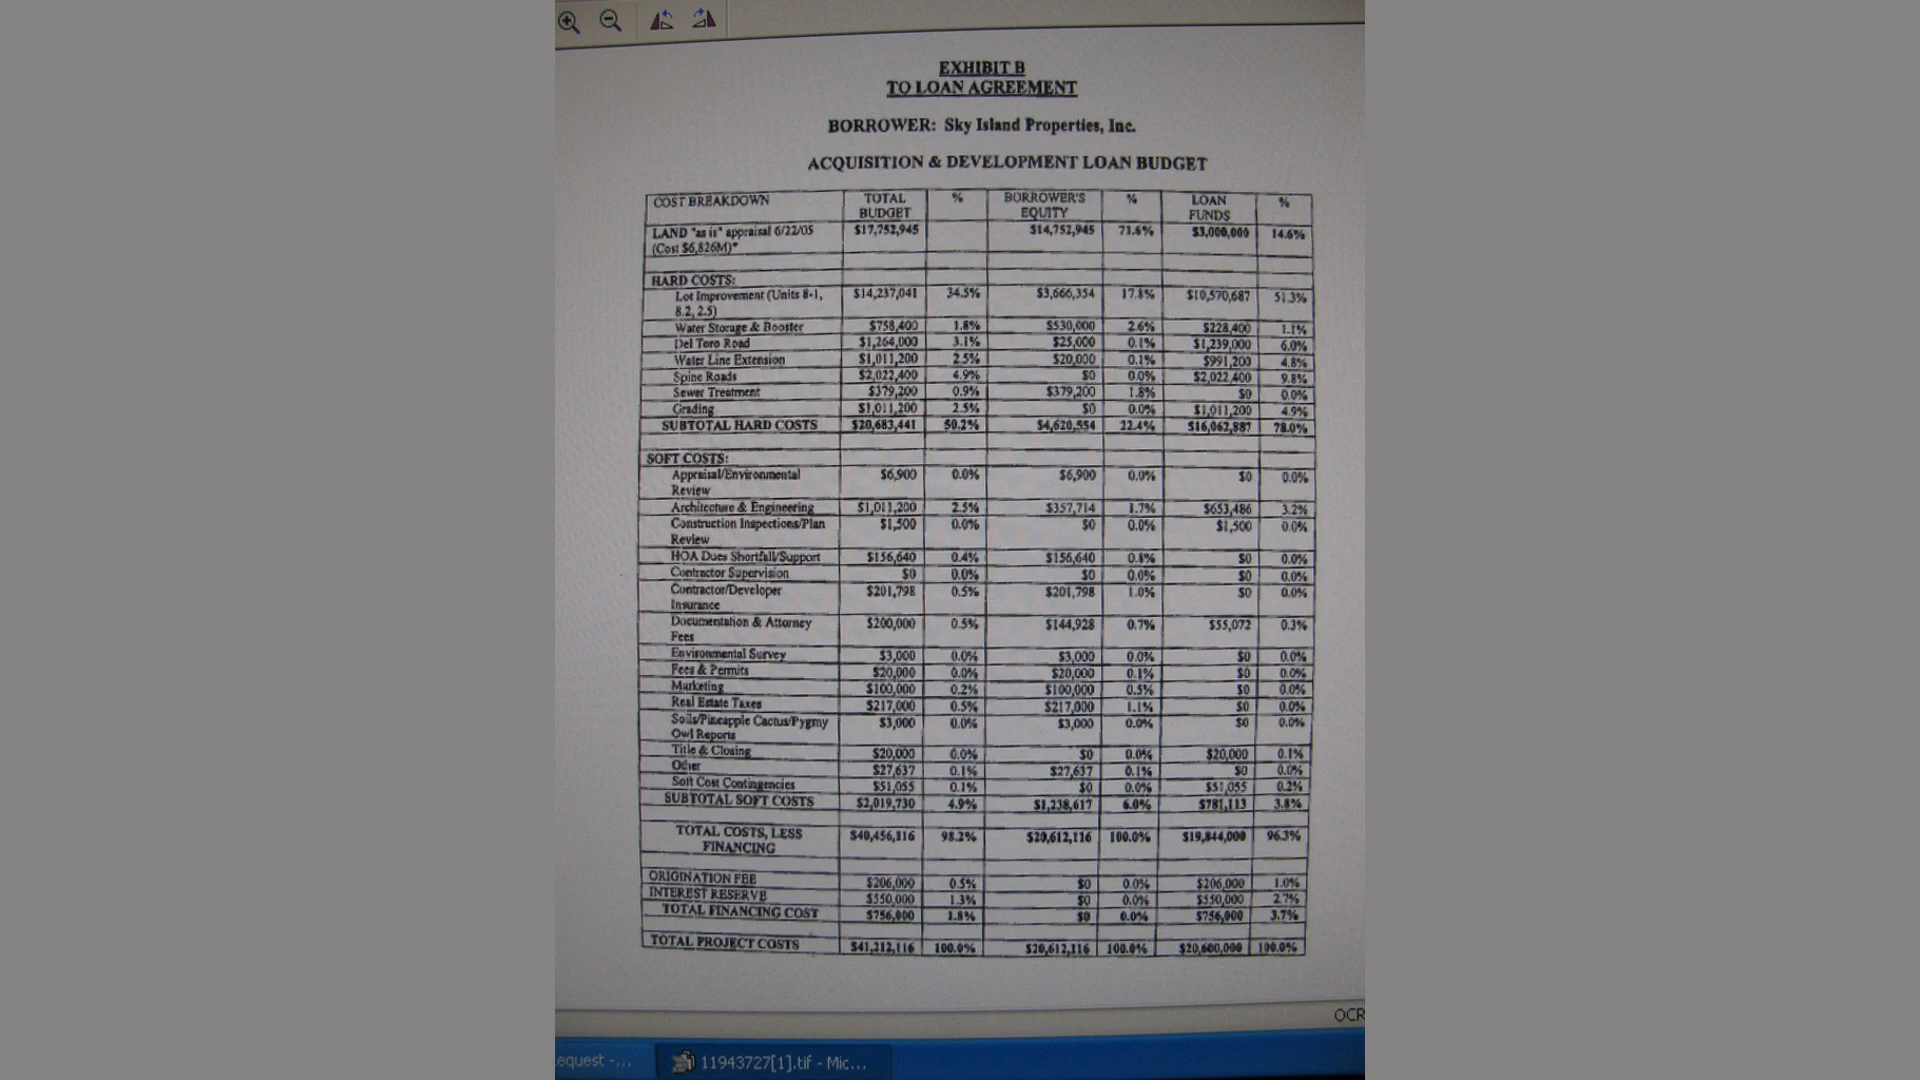 EXHIBIT B
TO LOAN AGREEMENT
BORROWER: Sky Island Properties, Inc.
ACQUISITION & DEVELOPMENT LOAN BUDGET
COST BREAKDOWN TOTAL BUDGET % BORROWER'S EQUITY % LOAN FUNDS %
LAND "as is" appraisal 6/22/05 $17,752,945 $14,752,945 71.6% $3,000,000 14.6%
(Cost $6,826M)*
HARD COSTS:
Lot Improvement (Units 8-1, $14,237,041 34.5% $3,666,354 17.8% $10,570,687 51.3%
8.2, 2.5)
Water Storage & Booster $758,400 1.8% $530,000 2.6% $228,400 1.1%
Del Toro Road $1,264,000 3.1% $25,000 0.1% $1,239,000 6.0%
Water Line Extension $1,011,200 2.5% $20,000 0.1% $991,200 4.8%
Spine Roads $2,022,400 4.9% $0 0.0% $2,022,400 9.8%
Sewer Treatment $379,200 0.9% $379,200 1.8% $0 0.0%
Grading $1,011,200 2.5% $0 0.0% $1,011,200 4.9%
SUBTOTAL HARD COSTS $20,683,441 50.2% $4,620,554 22.4% $16,062,887 78.0%
SOFT COSTS:
Appraisal/Environmental $6,900 0.0% $6,900 0.0% $0 0.0%
Review
Architecture & Engineering $1,011,200 2.5% $357,714 1.7% $653,486 3.2%
Construction Inspections/Plan $1,500 0.0% $0 0.0% $1,500 0.0%
Review
HOA Dues Shortfall/Support $156,640 0.4% $156,640 0.8% $0 0.0%
Contractor Supervision $0 0.0% $0 0.0% $0 0.0%
Contractor/Developer $201,798 0.5% $201,798 1.0% $0 0.0%
Insurance
Documentation & Attorney $200,000 0.5% $144,928 0.7% $55,072 0.3%
Fees
Environmental Survey $3,000 0.0% $3,000 0.0% $0 0.0%
Fees & Permits $20,000 0.0% $20,000 0.1% $0 0.0%
Marketing $100,000 0.2% $100,000 0.5% $0 0.0%
Real Estate Taxes $217,000 0.5% $217,000 1.1% $0 0.0%
Soils/Pineapple Cactus/Pygmy $3,000 0.0% $3,000 0.0% $0 0.0%
Owl Reports
Title & Closing $20,000 0.0% $0 0.0% $20,000 0.1%
Other $27,637 0.1% $27,637 0.1% $0 0.0%
Soft Cost Contingencies $51,055 0.1% $0 0.0% $51,055 0.2%
SUBTOTAL SOFT COSTS $2,019,730 4.9% $1,238,617 6.0% $781,113 3.8%
TOTAL COSTS, LESS $40,456,116 98.2% $20,612,116 100.0% $19,844,000 96.3%
FINANCING
ORIGINATION FEE $206,000 0.5% $0 0.0% $206,000 1.0%
INTEREST RESERVE $550,000 1.3% $0 0.0% $550,000 2.7%
TOTAL FINANCING COST $756,000 1.8% $0 0.0% $756,000 3.7%
TOTAL PROJECT COSTS $41,212,116 100.0% $20,612,116 100.0% $20,600,000 100.0%
OCR
equest -...
11943727[1].tif - Mic...